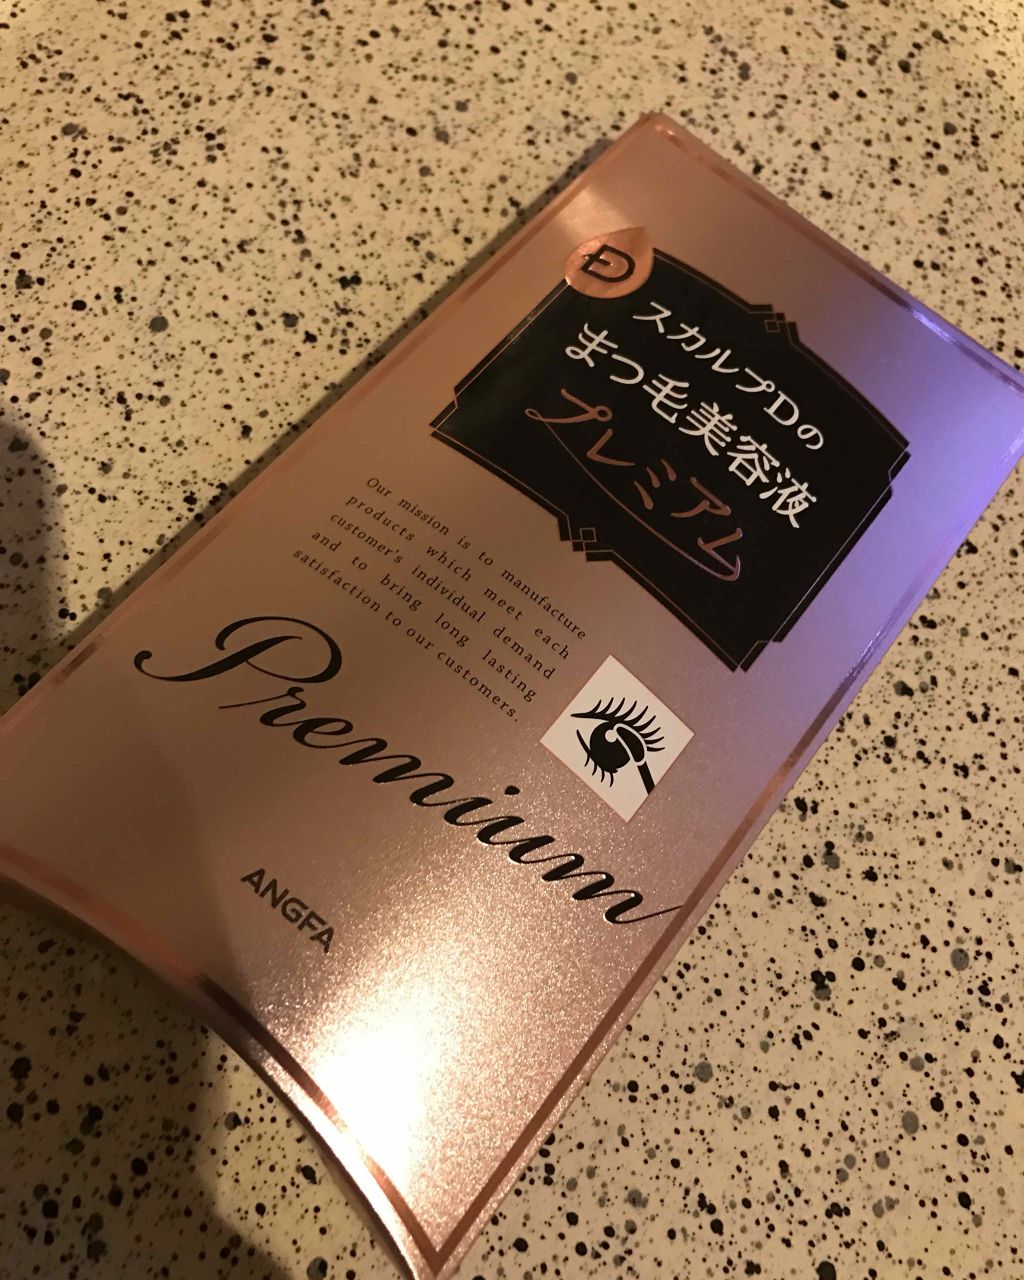 D
スカルプDの
まつ毛美容液
プレミアム
Our mission is to manufacture
products which meet each
customer's individual demand
and to bring long lasting
satisfaction to our customers.
Premium
ANGFA